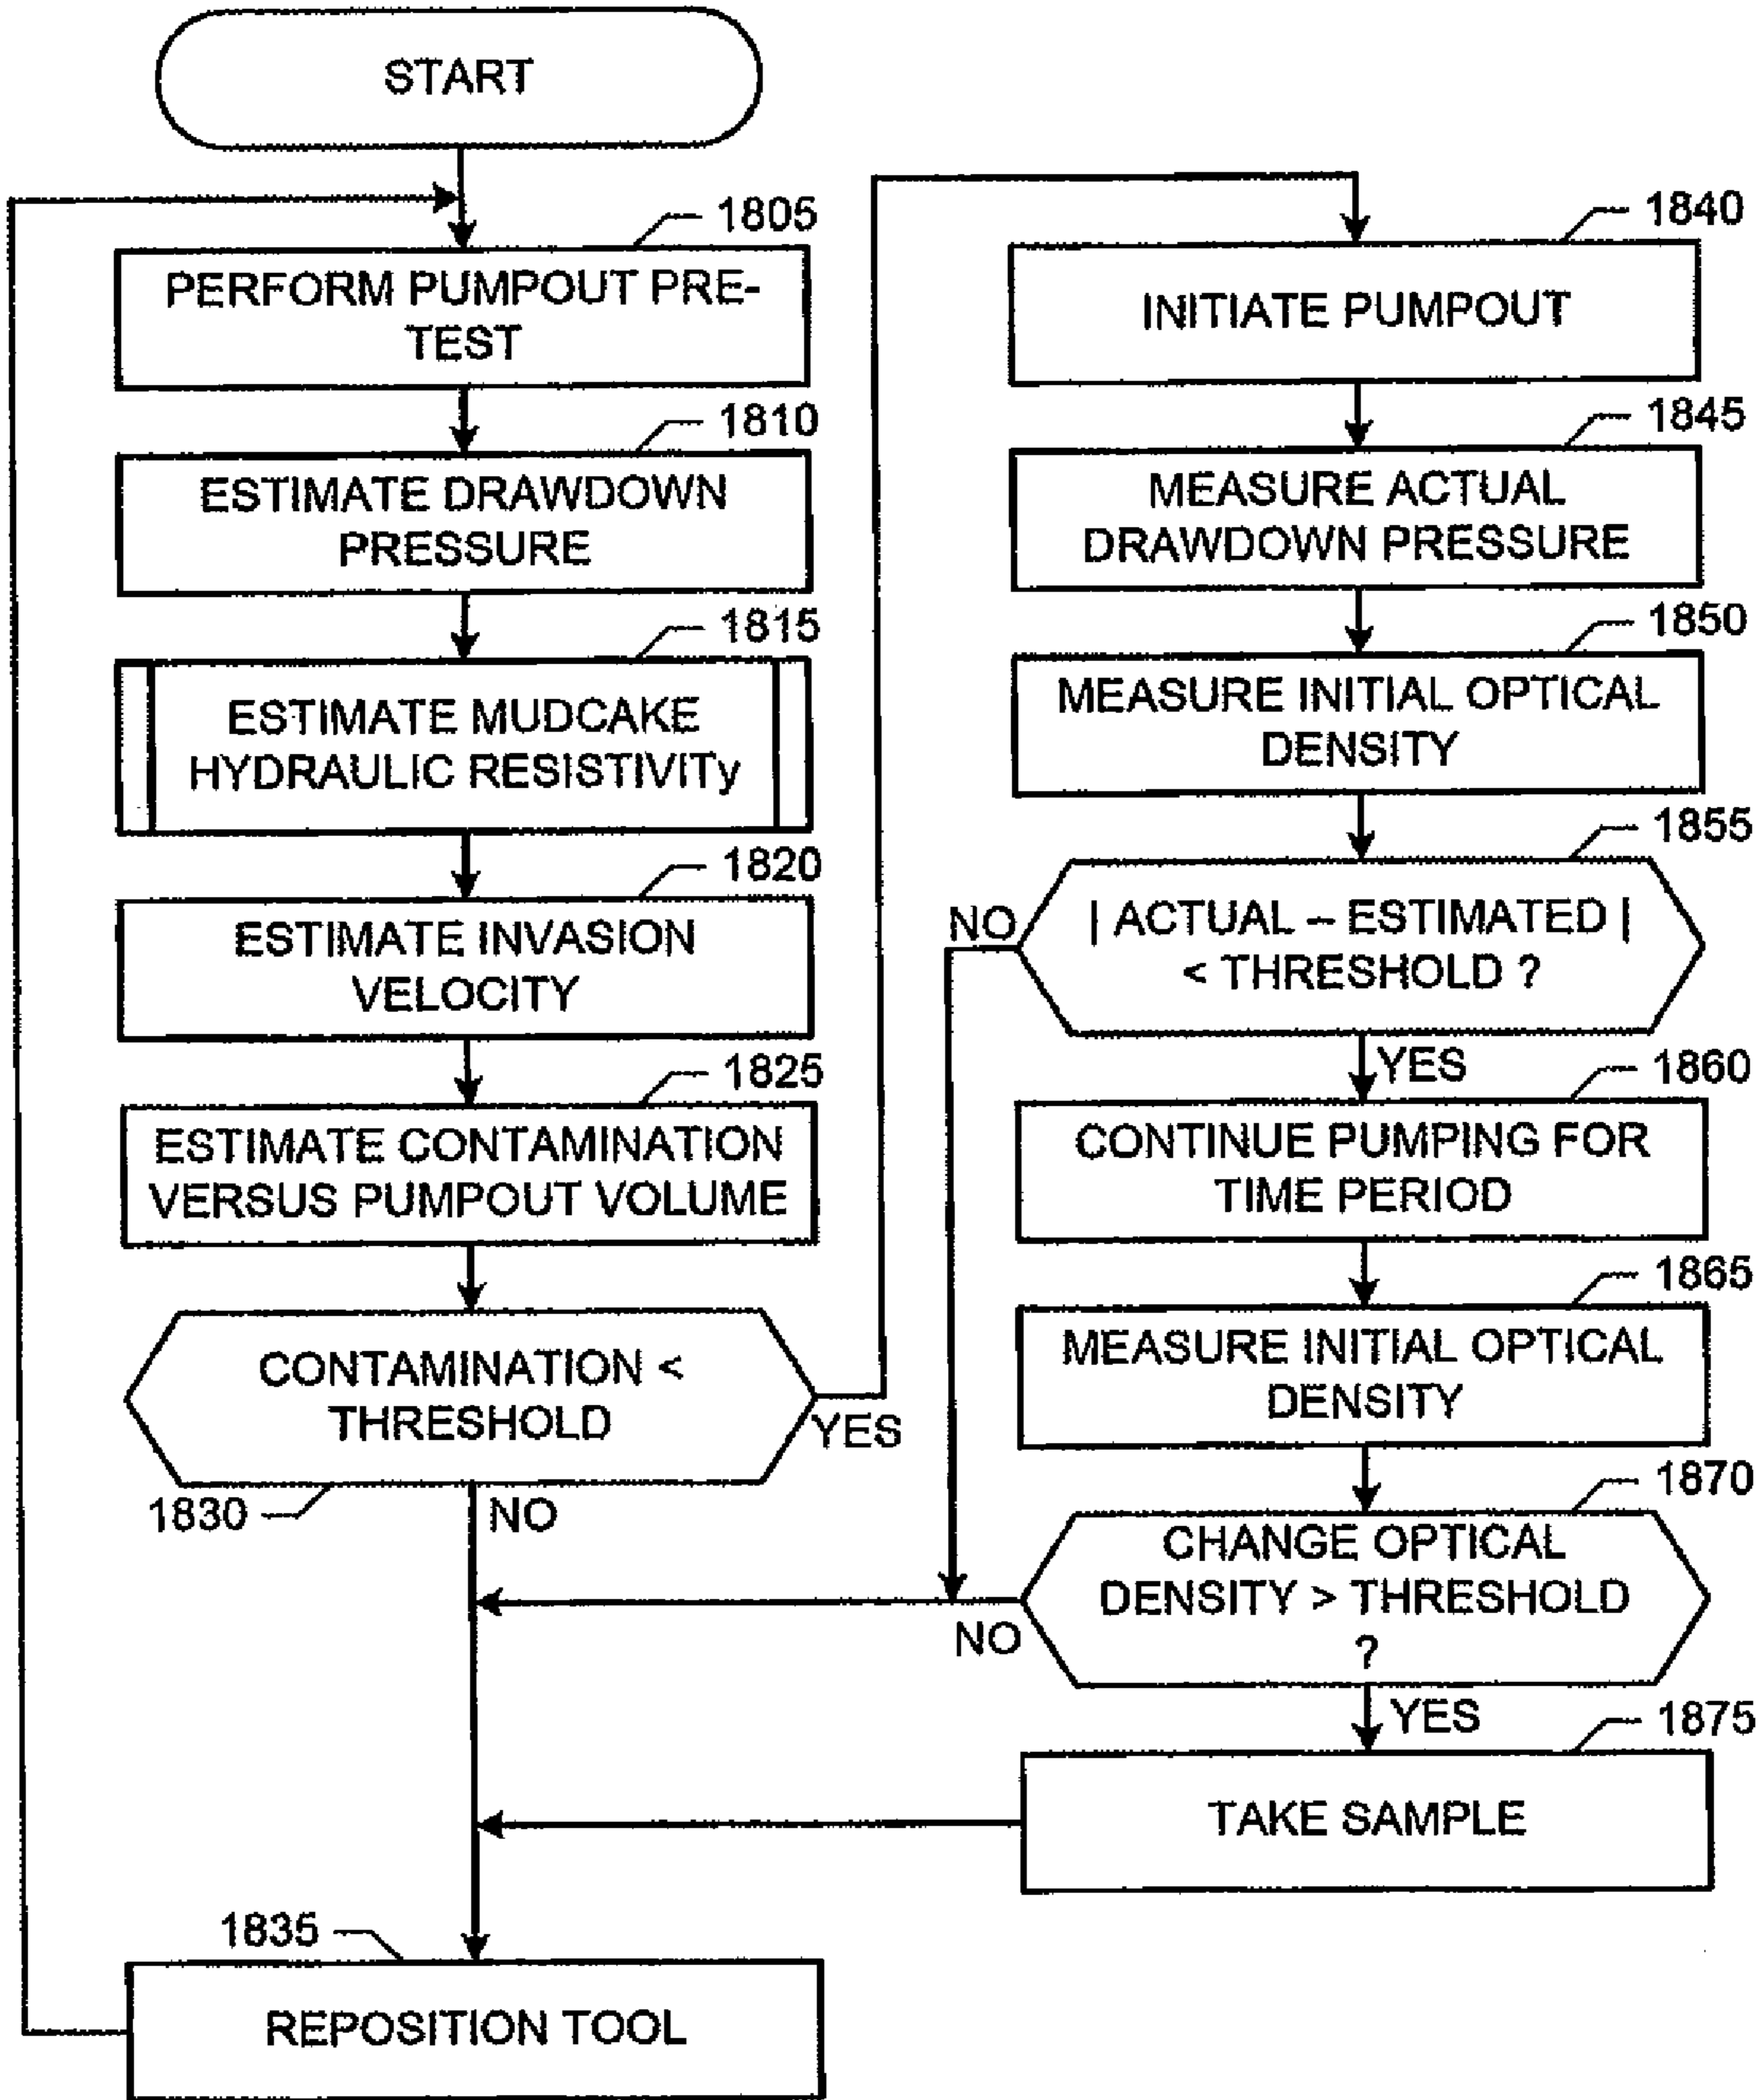 START
1805
PERFORM PUMPOUT PRE-
TEST
1810
ESTIMATE DRAWDOWN
PRESSURE
1815
ESTIMATE MUDCAKE
HYDRAULIC RESISTIVITy
1820
ESTIMATE INVASION
VELOCITY
1825
ESTIMATE CONTAMINATION
VERSUS PUMPOUT VOLUME
CONTAMINATION <
THRESHOLD
YES
1830
NO
1835
REPOSITION TOOL
1840
INITIATE PUMPOUT
1845
MEASURE ACTUAL
DRAWDOWN PRESSURE
1850
MEASURE INITIAL OPTICAL
DENSITY
1855
NO
| ACTUAL – ESTIMATED |
< THRESHOLD ?
YES
1860
CONTINUE PUMPING FOR
TIME PERIOD
1865
MEASURE INITIAL OPTICAL
DENSITY
1870
CHANGE OPTICAL
DENSITY > THRESHOLD
?
NO
YES
1875
TAKE SAMPLE